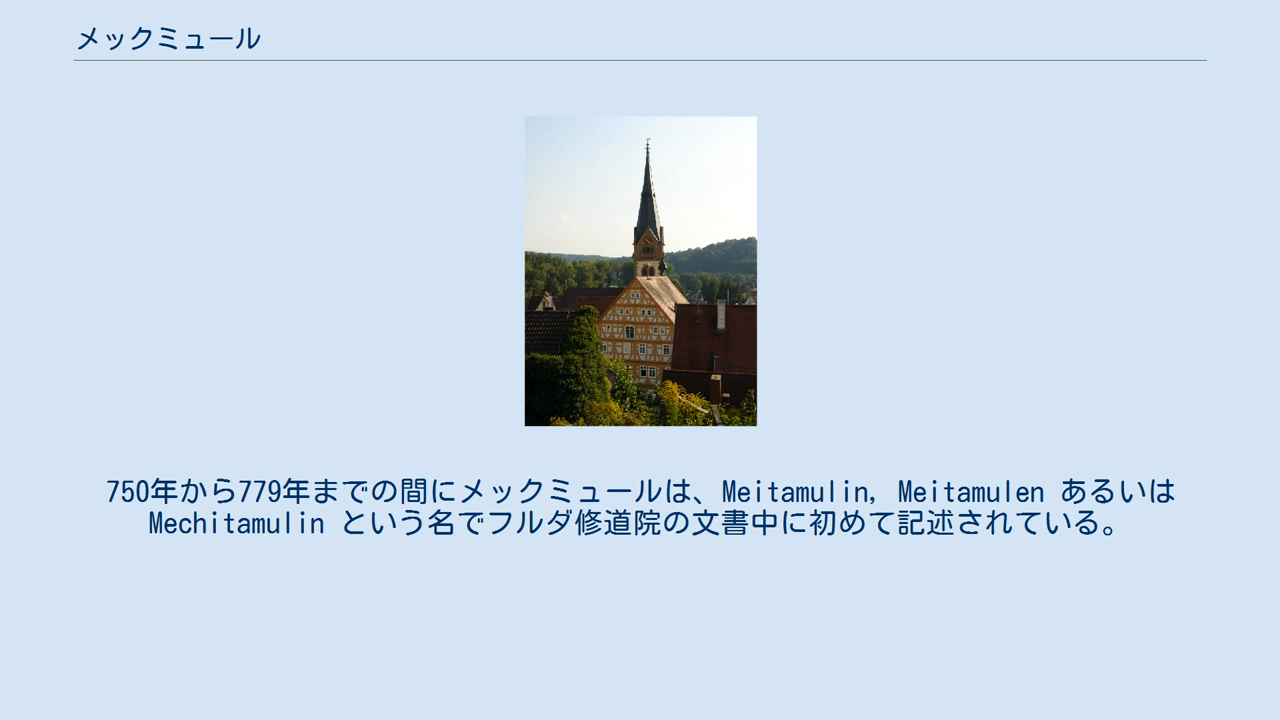 メックミュール
750年から779年までの間にメックミュールは、Meitamulin, Meitamulen あるいは
Mechitamulin という名でフルダ修道院の文書中に初めて記述されている。